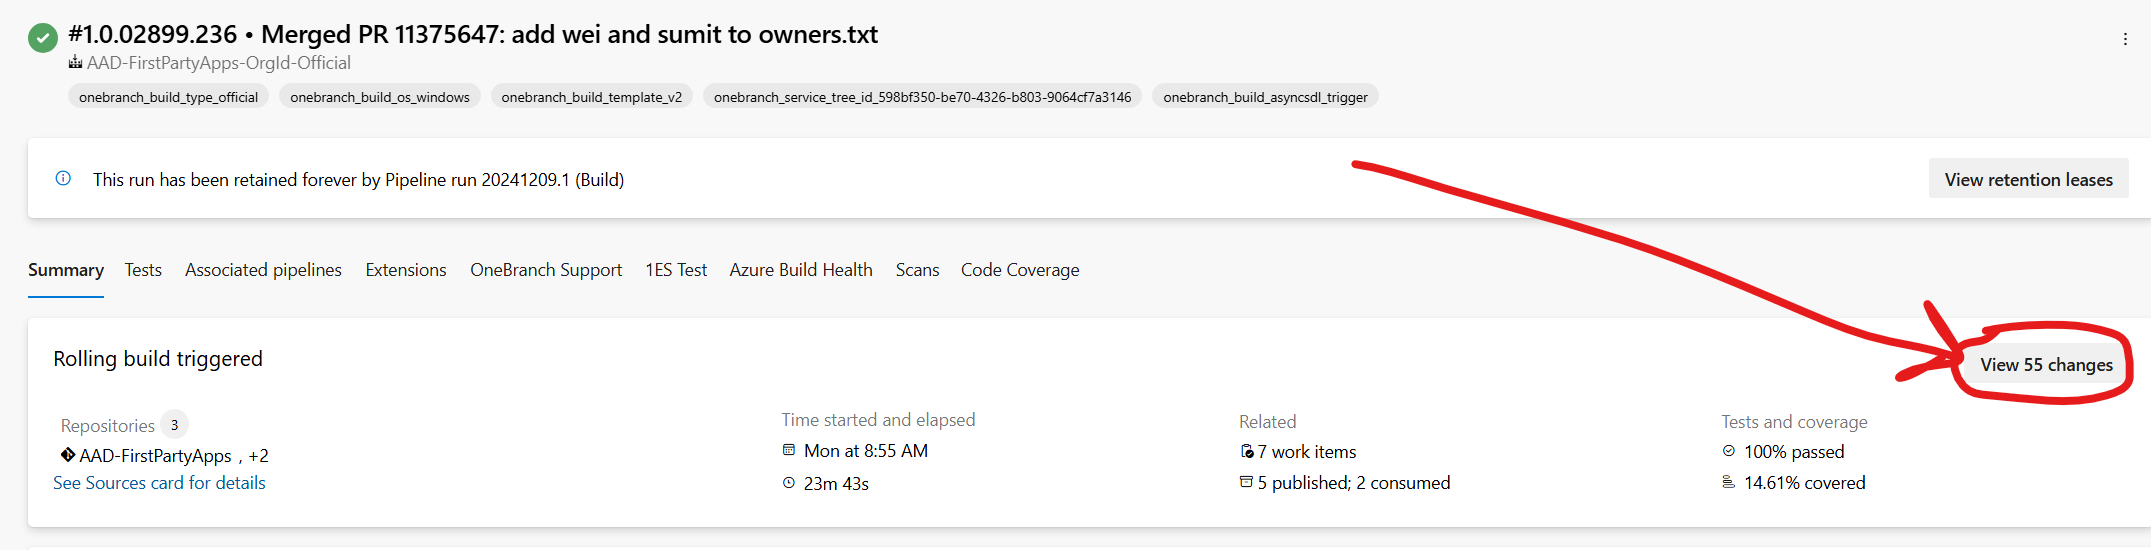 #1.0.02899.236 • Merged PR 11375647: add wei and sumit to owners.txt
AAD-FirstPartyApps-OrgId-Official
onebranch_build_type_official onebranch_build_os_windows onebranch_build_template_v2 onebranch_service_tree_id_598bf350-be70-4326-b803-9064cf7a3146 onebranch_build_asyncsdl_trigger
This run has been retained forever by Pipeline run 20241209.1 (Build)
View retention leases
Summary Tests Associated pipelines Extensions OneBranch Support 1ES Test Azure Build Health Scans Code Coverage
Rolling build triggered
View 55 changes
Repositories 3
AAD-FirstPartyApps , +2
See Sources card for details
Time started and elapsed
Mon at 8:55 AM
23m 43s
Related
7 work items
5 published; 2 consumed
Tests and coverage
100% passed
14.61% covered